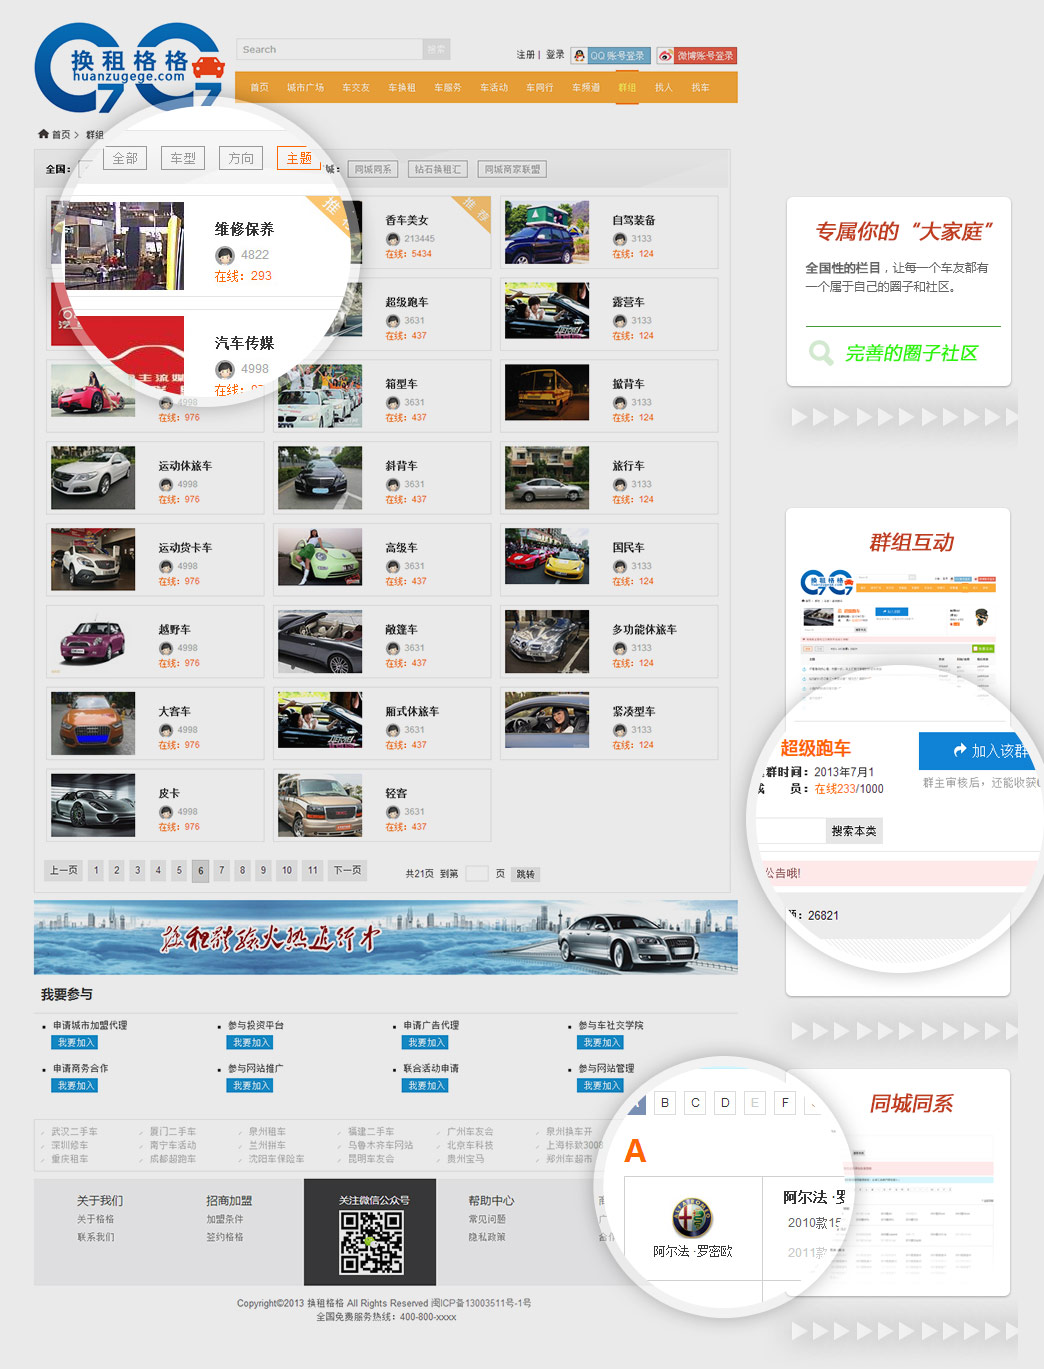 换租格格
huanzugege.com
Search
搜索
注册 | 登录
QQ 账号登录
微博账号登录
首页 城市广场 车交友 车换租 车服务 车活动 车同行 车频道 群组 找人 找车
首页 > 群组
全国：
全部 车型 方向 主题
同城同系 钻石换租汇 同城商家联盟
维修保养
4822
在线：293
汽车传媒
4998
推荐
香车美女
213445
在线：5434
自驾装备
3133
在线：124
超级跑车
3631
在线：437
露营车
3133
在线：124
4998
在线：976
箱型车
3631
在线：437
掀背车
3133
在线：124
运动休旅车
4998
在线：976
斜背车
3631
在线：437
旅行车
3133
在线：124
运动货卡车
4998
在线：976
高级车
3631
在线：437
国民车
3133
在线：124
越野车
4998
在线：976
敞篷车
3631
在线：437
多功能休旅车
3133
在线：124
大客车
4998
在线：976
厢式休旅车
3631
在线：437
紧凑型车
3133
在线：124
皮卡
4998
在线：976
轻客
3631
在线：437
上一页 1 2 3 4 5 6 7 8 9 10 11 下一页 共21页 到第 页 跳转
换租体验火热进行中
我要参与
申请城市加盟代理 参与投资平台 申请广告代理 参与车社交学院
我要加入 我要加入 我要加入 我要加入
申请商务合作 参与网站推广 联合活动申请 参与网站管理
我要加入 我要加入 我要加入 我要加入
武汉二手车 厦门二手车 泉州租车 福建二手车 广州车友会 泉州换车开
深圳修车 南宁车活动 兰州拼车 乌鲁木齐车网站 北京车科技 上海标致3008
重庆租车 成都超跑车 沈阳车保险车 昆明车友会 贵州宝马 郑州车超市
关于我们 招商加盟 关注微信公众号 帮助中心
关于格格 加盟条件 常见问题
联系我们 签约格格 隐私政策
Copyright©2013 换租格格 All Rights Reserved 闽ICP备13003511号-1号
全国免费服务热线：400-800-xxxx
专属你的“大家庭”
全国性的栏目，让每一个车友都有
一个属于自己的圈子和社区。
完善的圈子社区
群组互动
超级跑车
加入该群
群时间：2013年7月1
员：在线233/1000
群主审核后，还能收获
搜索本类
公告哦!
26821
同城同系
B C D E F
A
阿尔法·罗密欧
阿尔法·罗
2010款15
2011款